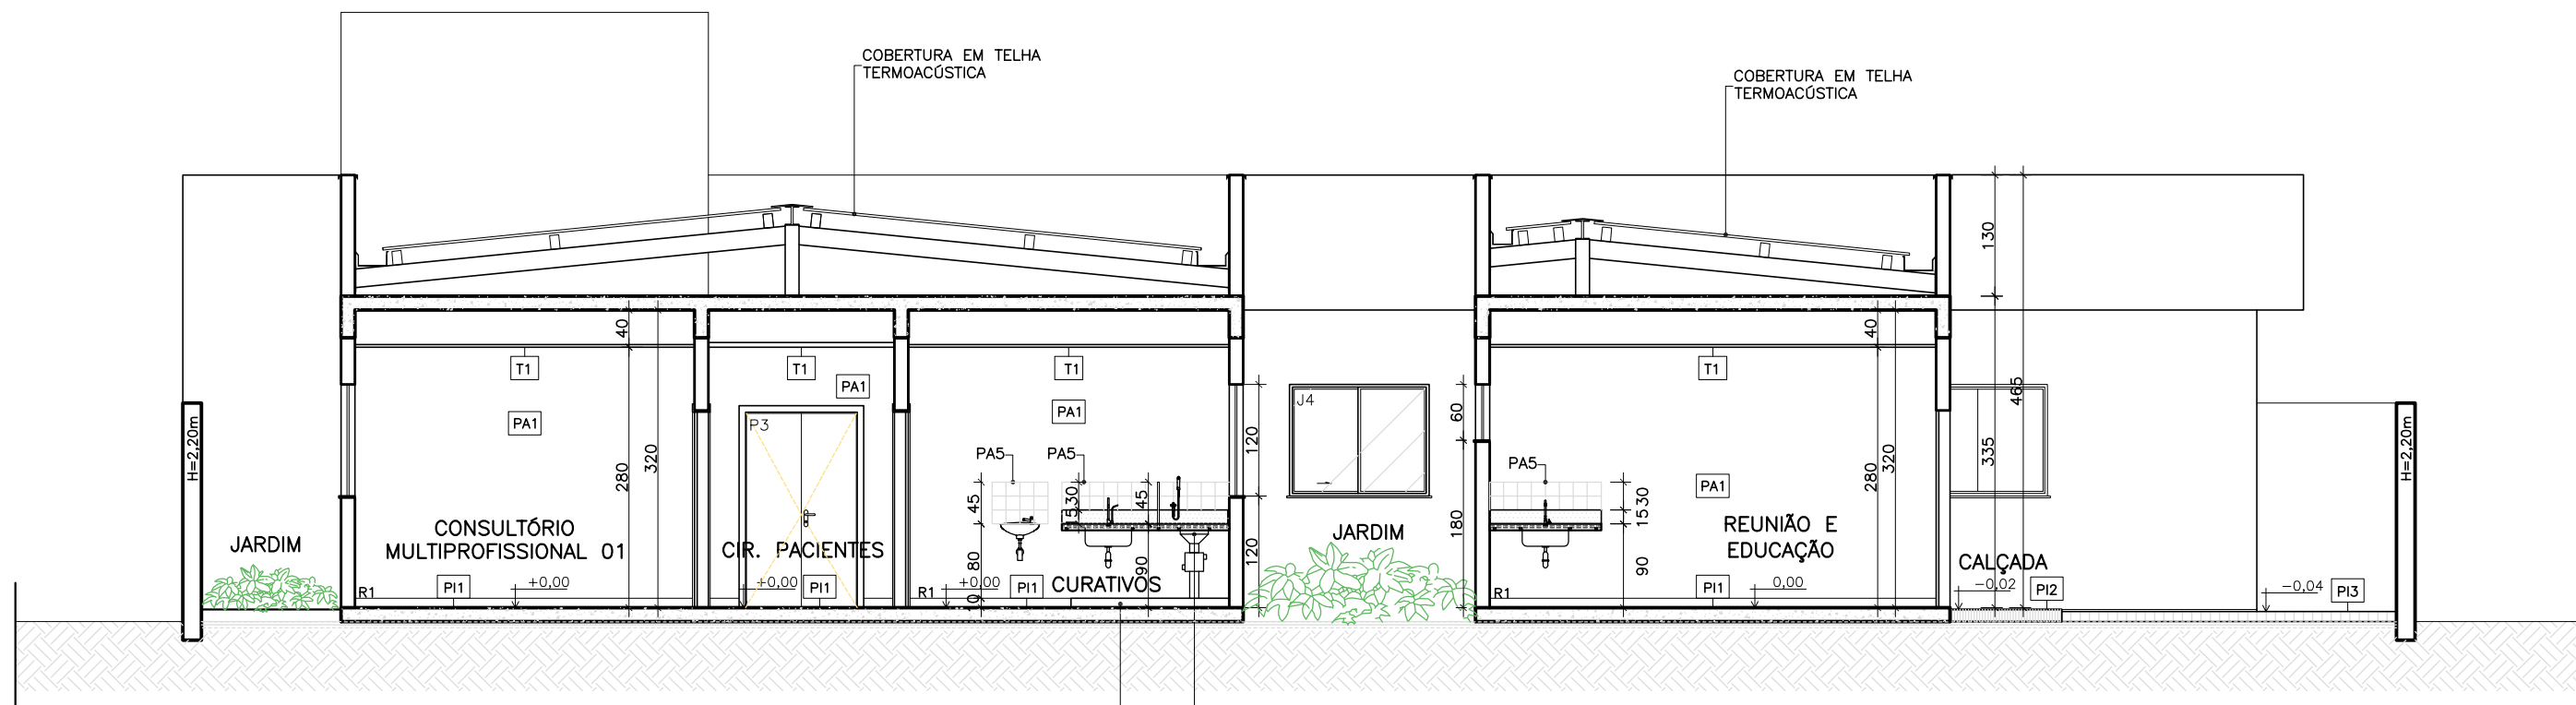 COBERTURA EM TELHA
TERMOACÚSTICA
COBERTURA EM TELHA
TERMOACÚSTICA
130
40
320
280
T1
T1
T1
PA1
PA1
PA1
P3
H=2,20m
JARDIM
CONSULTÓRIO
MULTIPROFISSIONAL 01
R1
PI1
+0,00
CIR. PACIENTES
+0,00
PI1
PA5
PA5
45
80
10
1530
45
90
R1
+0,00
PI1
CURATIVOS
120
120
J4
JARDIM
60
180
PA5
1530
90
T1
PA1
40
280
320
REUNIÃO E
EDUCAÇÃO
R1
PI1
0,00
465
335
CALÇADA
-0,02
PI2
-0,04
PI3
H=2,20m